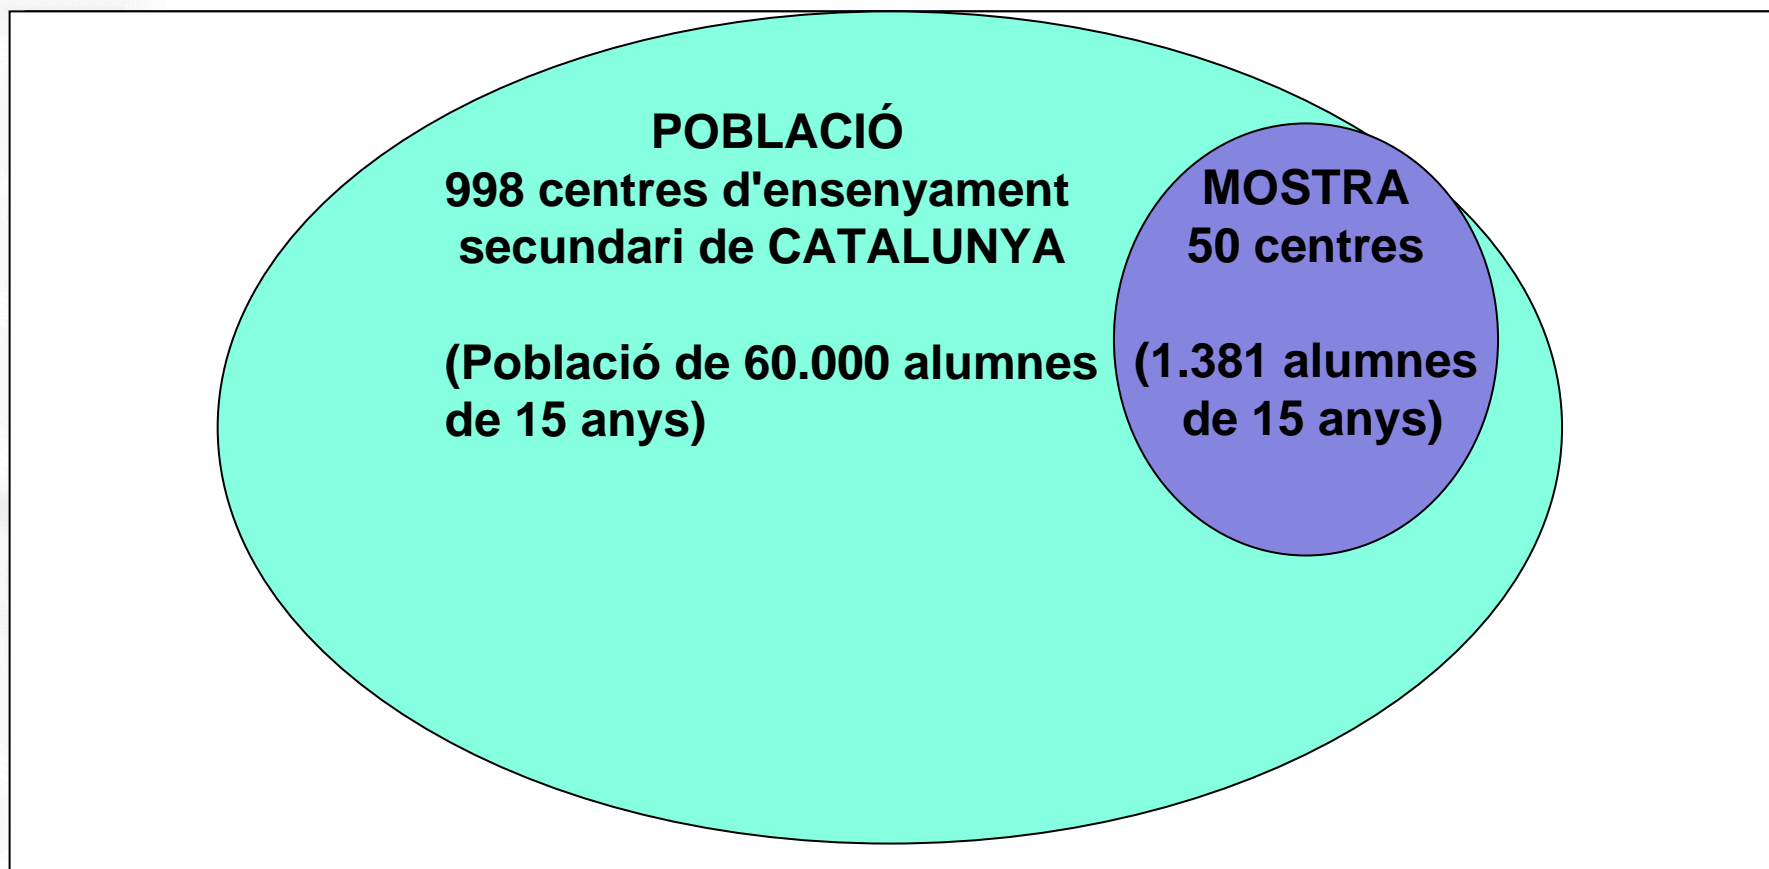 POBLACIÓ
998 centres d'ensenyament
secundari de CATALUNYA
(Població de 60.000 alumnes
de 15 anys)
MOSTRA
50 centres
(1.381 alumnes
de 15 anys)